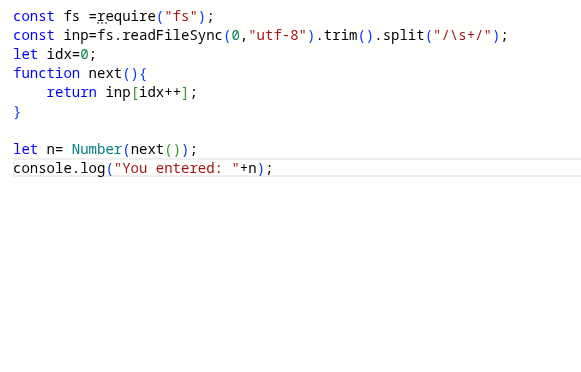 const fs =require("fs");
const inp=fs.readFileSync(0,"utf-8").trim().split("/\s+/");
let idx=0;
function next(){
    return inp[idx++];
}

let n= Number(next());
console.log("You entered: "+n);